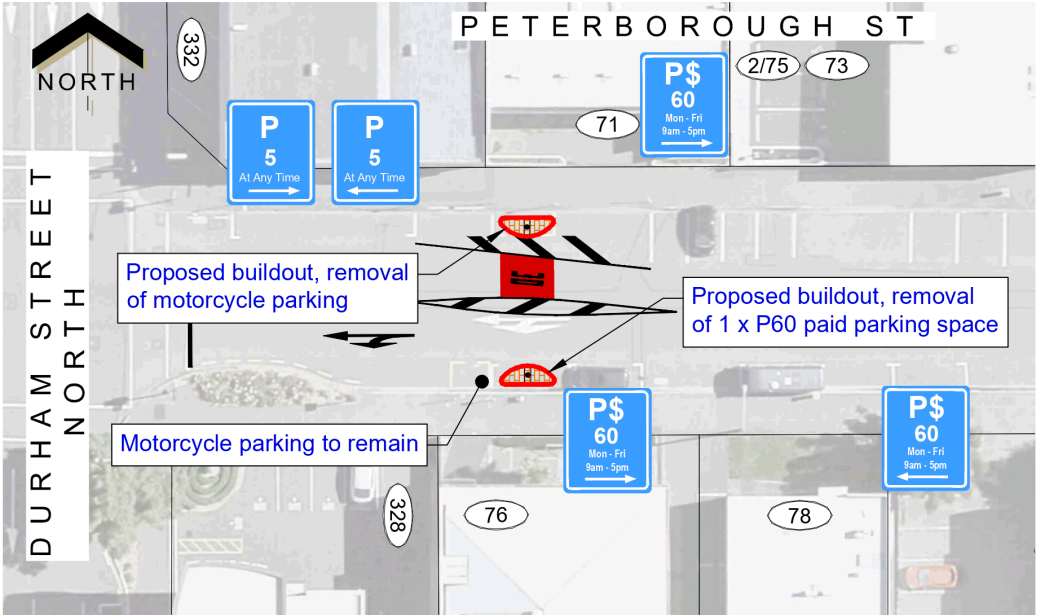 PETERBOROUGH ST
NORTH
332
P
5
At Any Time
P
5
At Any Time
71
P$
60
Mon - Fri
9am - 5pm
2/75
73
DURHAM STREET
NORTH
Proposed buildout, removal
of motorcycle parking
Proposed buildout, removal
of 1 x P60 paid parking space
Motorcycle parking to remain
P$
60
Mon - Fri
9am - 5pm
P$
60
Mon - Fri
9am - 5pm
328
76
78